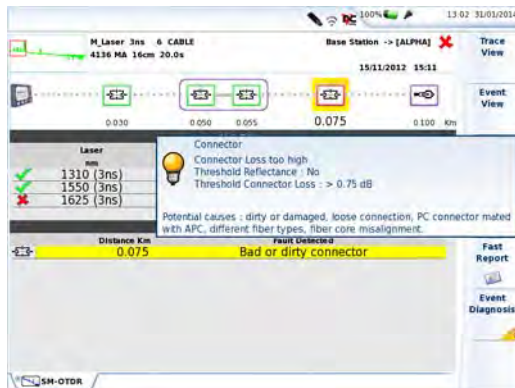 100%
13:02 31/01/2014
M_Laser 3ns 6 CABLE
Base Station -> [ALPHA]
4136 MA 16cm 20.0s
15/11/2012 15:11
Trace View
Event View
0.030
0.050
0.055
0.075
0.100 Km
Laser
nm
1310 (3ns)
1550 (3ns)
1625 (3ns)
Connector
Connector Loss too high
Threshold Reflectance : No
Threshold Connector Loss : > 0.75 dB
Potential causes : dirty or damaged, loose connection, PC connector mated
with APC, different fiber types, fiber core misalignment.
Distance Km
Fault Detected
0.075
Bad or dirty connector
Fast Report
Event Diagnosis
SM-OTDR